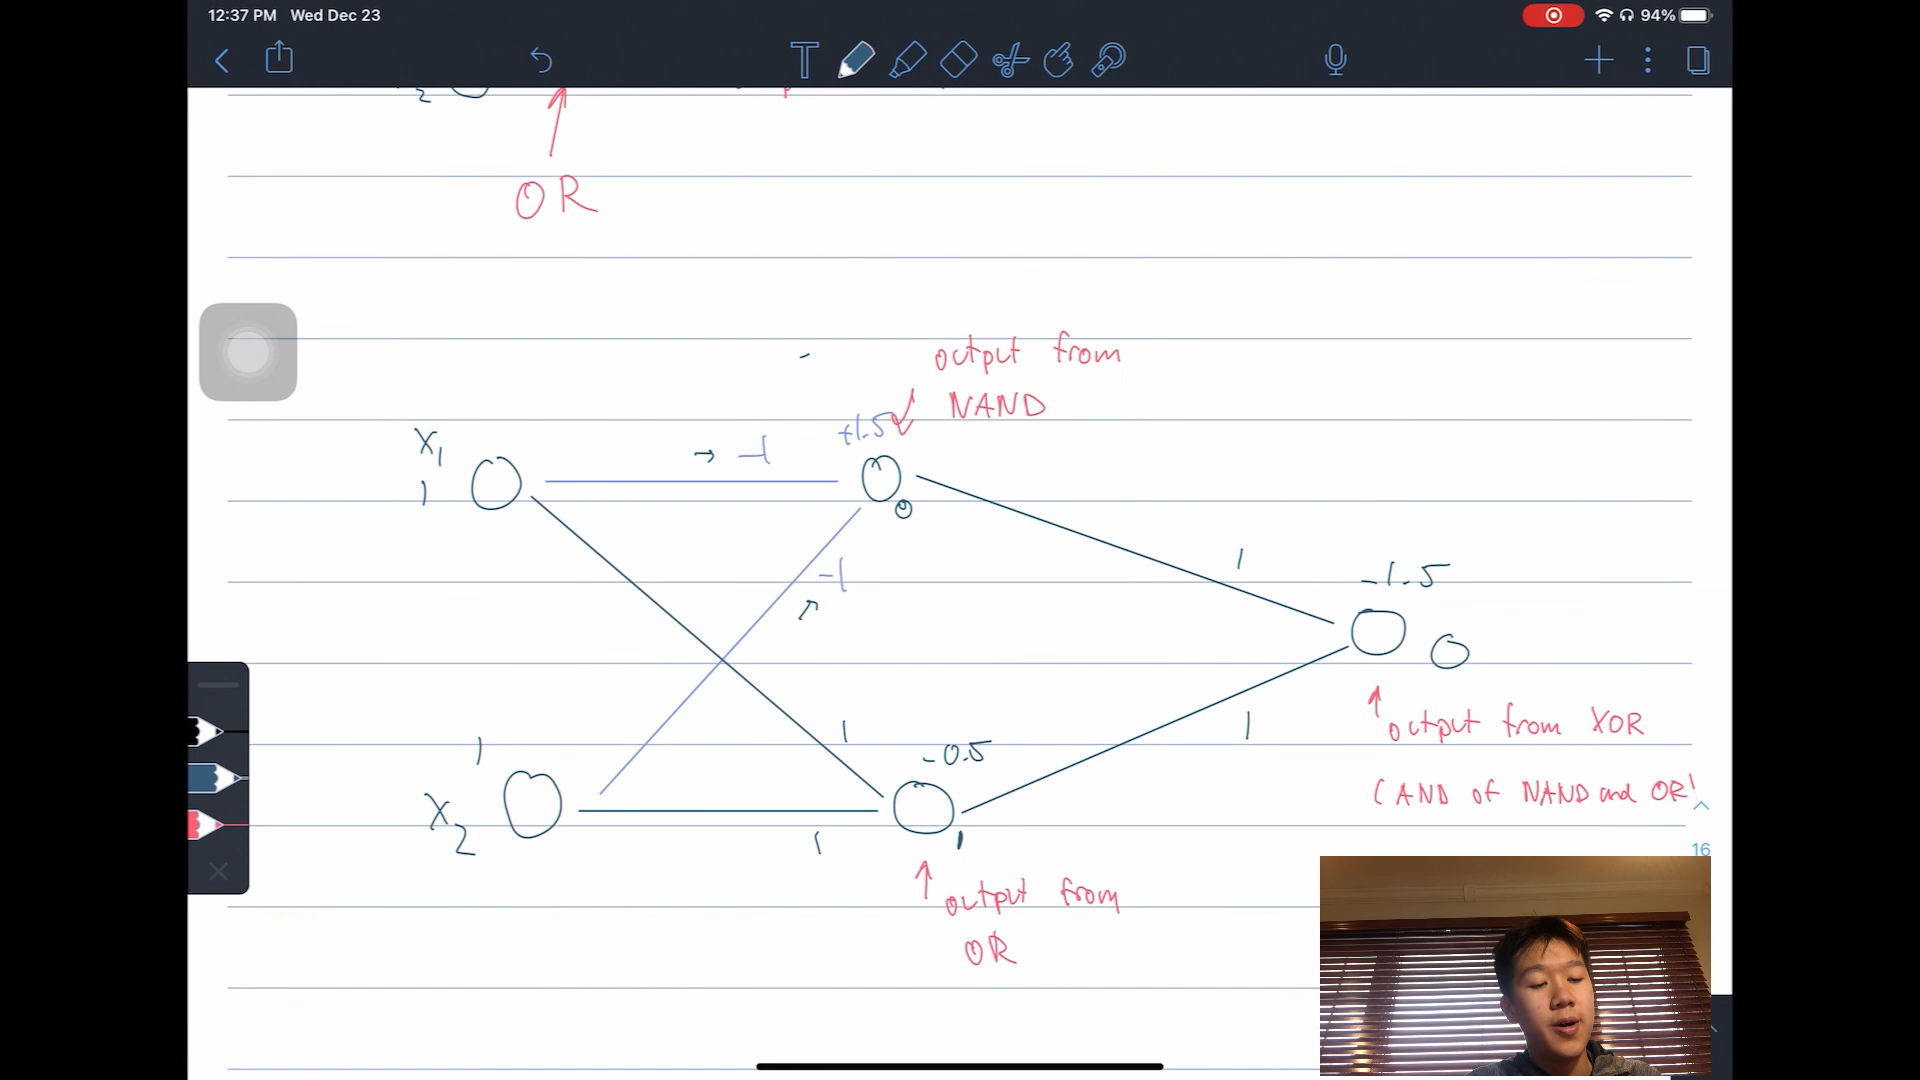 12:37 PM Wed Dec 23
94%
T
2
OR
output from
NAND
+1.5
X1
→ -1
1
0
-1
1
-1.5
0
1
1
-0.5
1
output from XOR
(AND of NAND and OR)
X2
1
1
16
output from
OR